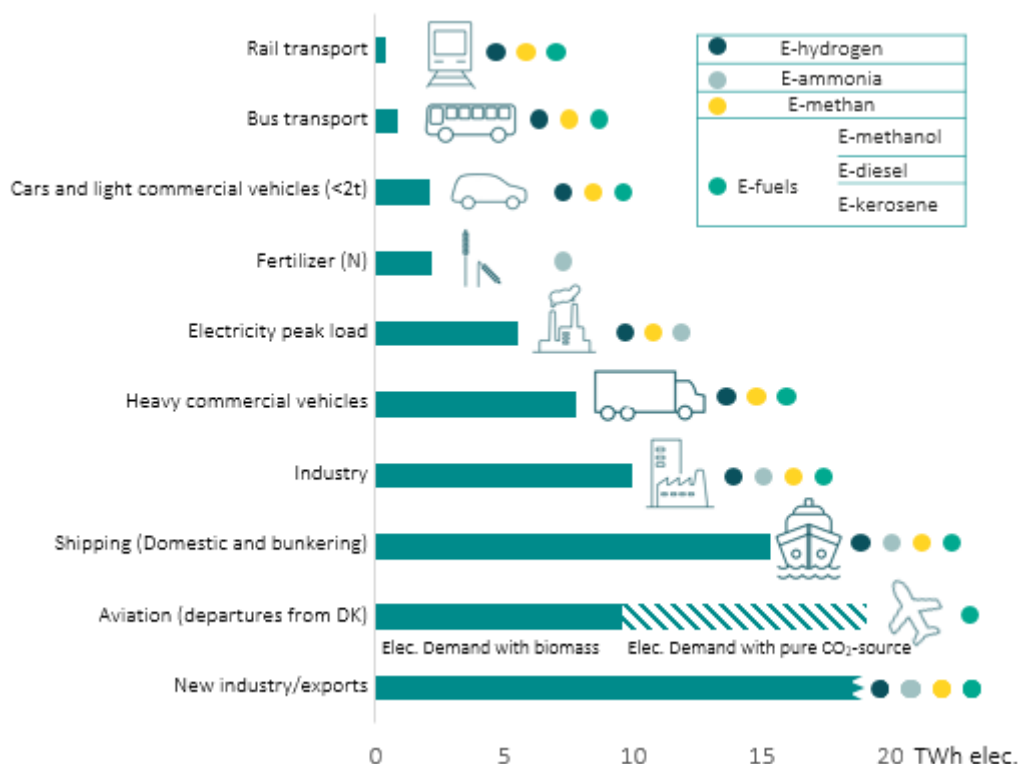 Rail transport
Bus transport
Cars and light commercial vehicles (<2t)
Fertilizer (N)
Electricity peak load
Heavy commercial vehicles
Industry
Shipping (Domestic and bunkering)
Aviation (departures from DK)
Elec. Demand with biomass
Elec. Demand with pure CO₂-source
New industry/exports
0 5 10 15 20 TWh elec.
E-hydrogen
E-ammonia
E-methan
E-fuels
E-methanol
E-diesel
E-kerosene